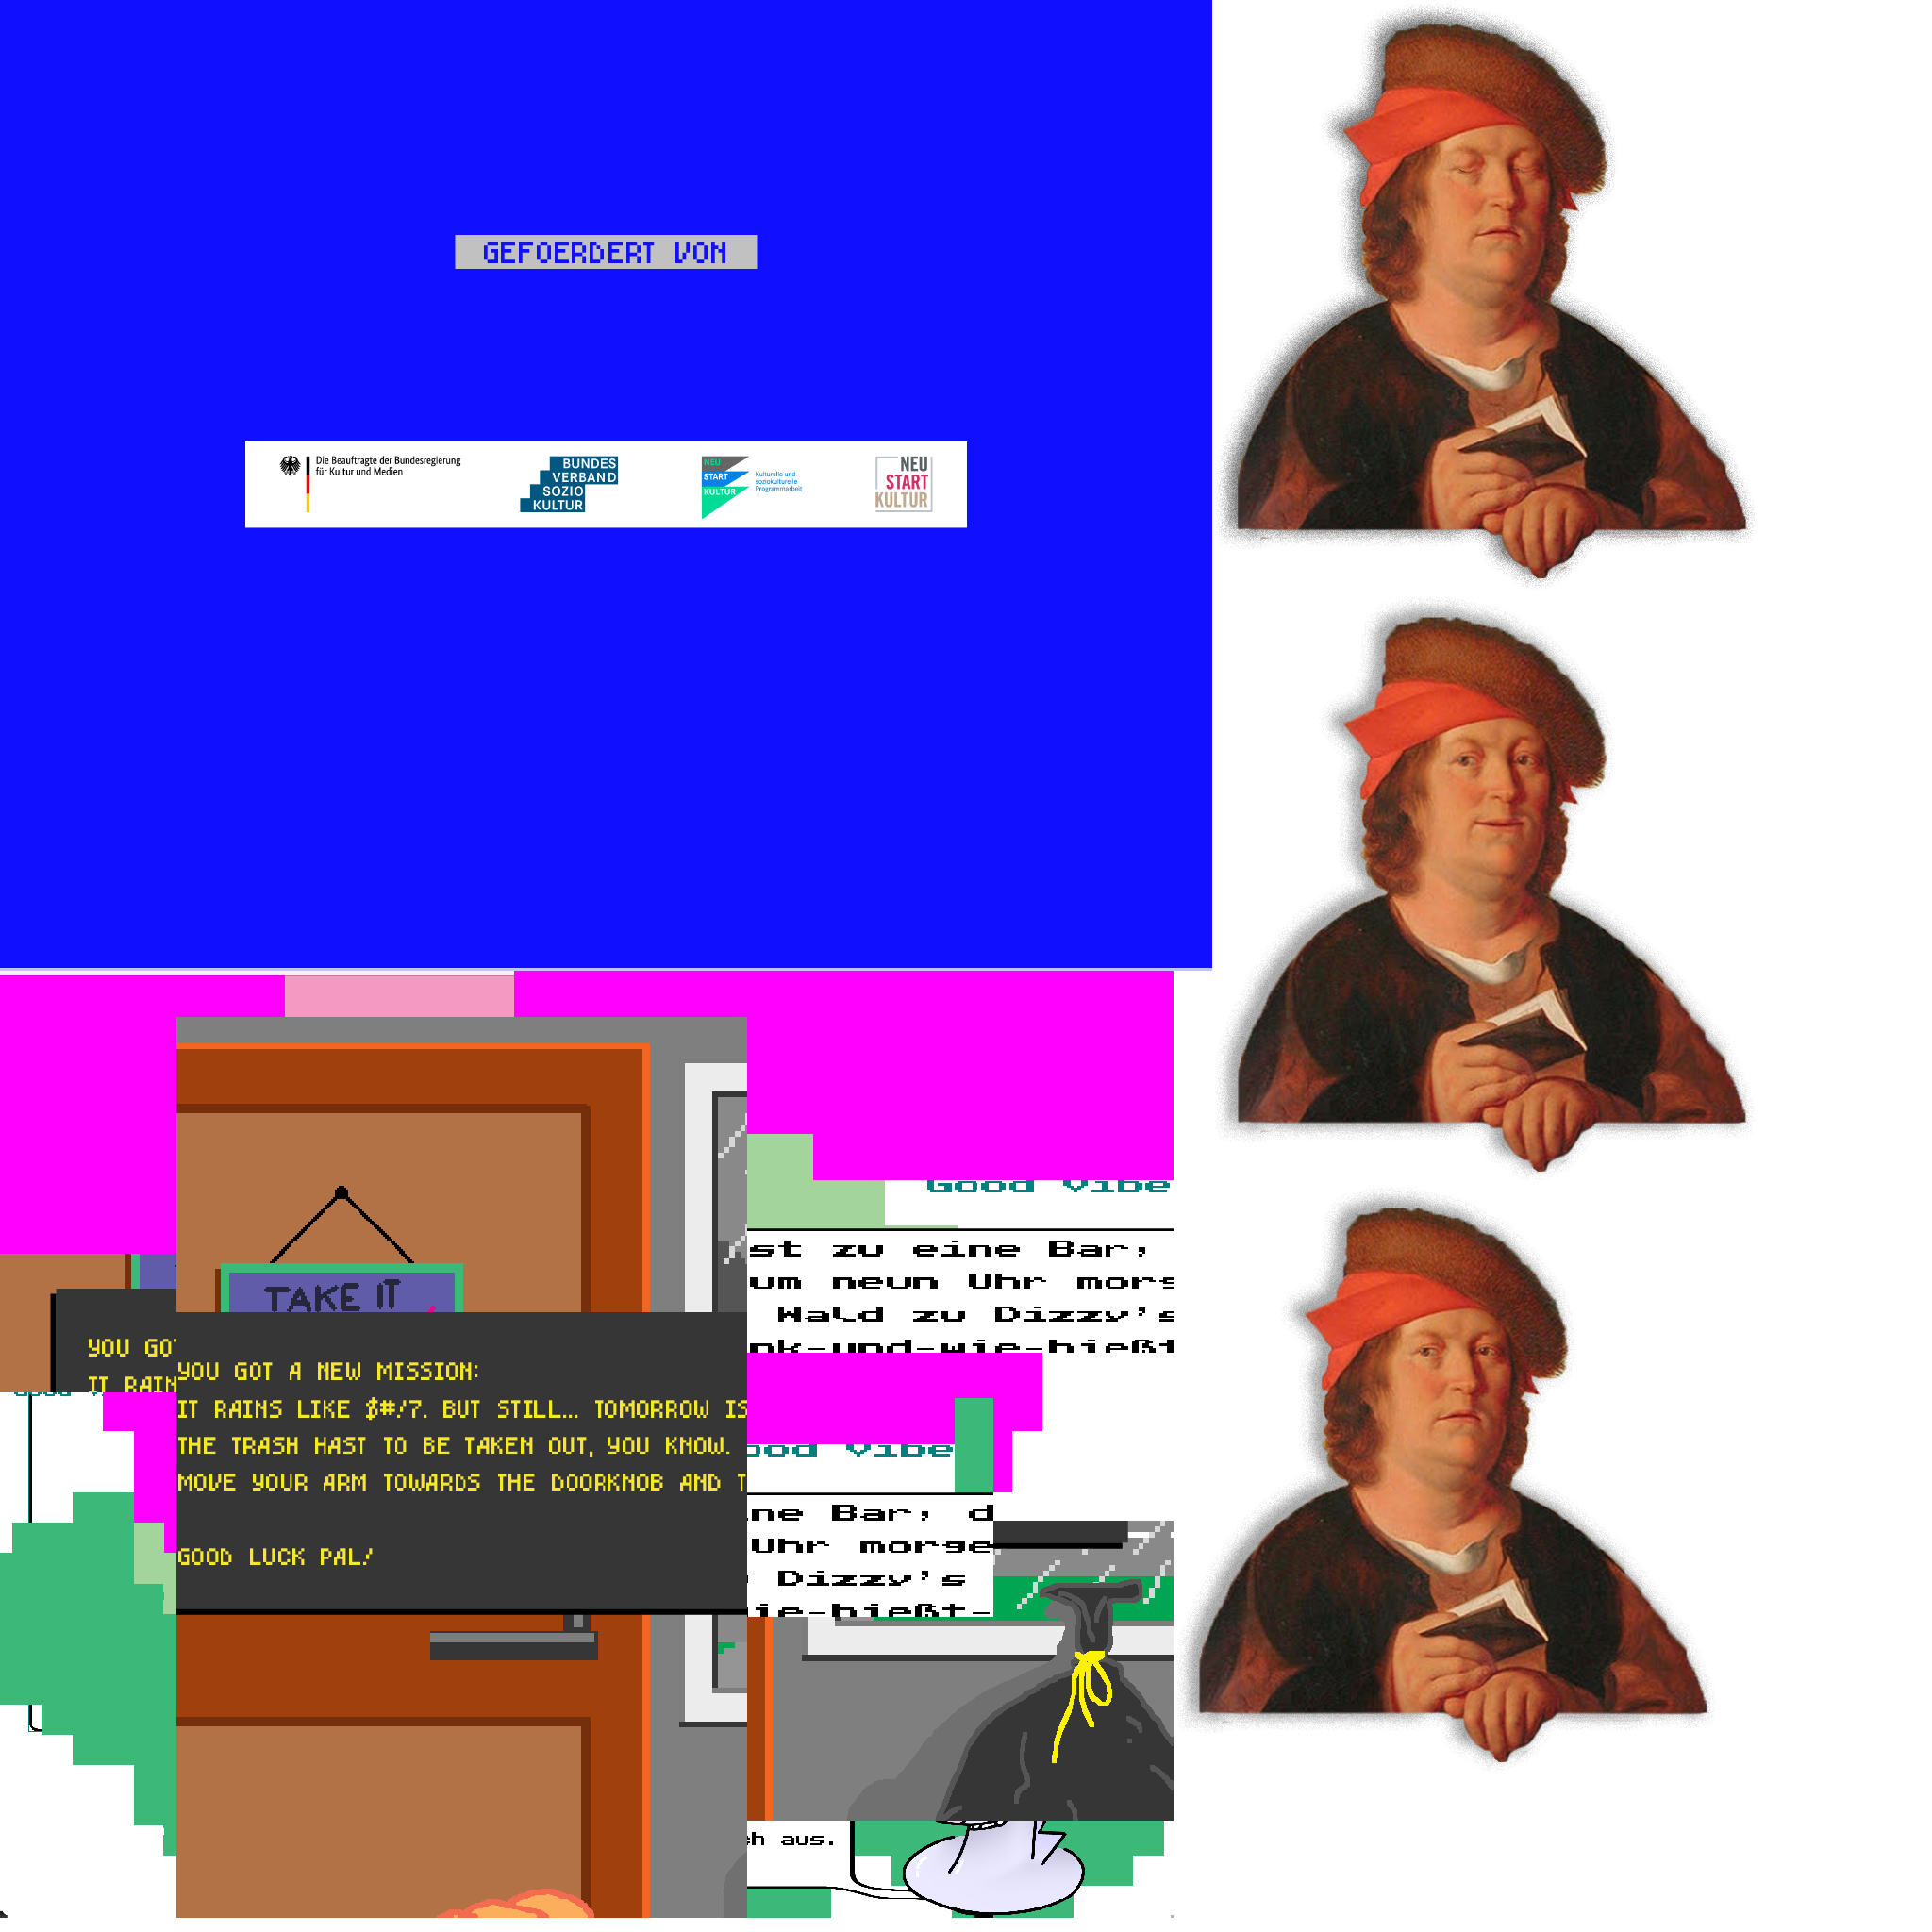 GEFOERDERT VON
Die Beauftragte der Bundesregierung
für Kultur und Medien
BUNDES
VERBAND
SOZIO
KULTUR
NEU
START
KULTUR
Kulturelle und
soziokulturelle
Programmarbeit
NEU
START
KULTUR
TAKE IT
YOU GO
IT RAIN
YOU GOT A NEW MISSION:
IT RAINS LIKE $#/7. BUT STILL... TOMORROW IS
THE TRASH HAST TO BE TAKEN OUT, YOU KNOW.
MOVE YOUR ARM TOWARDS THE DOORKNOB AND T
GOOD LUCK PAL!
Good Vibe
st zu eine Bar,
um neun Uhr mors
Wald zu Dizzy's
nk-und-wie-hießt
ood Vibe
ne Bar, d
Uhr morge
Dizzy's
ie-hießt-
h aus.